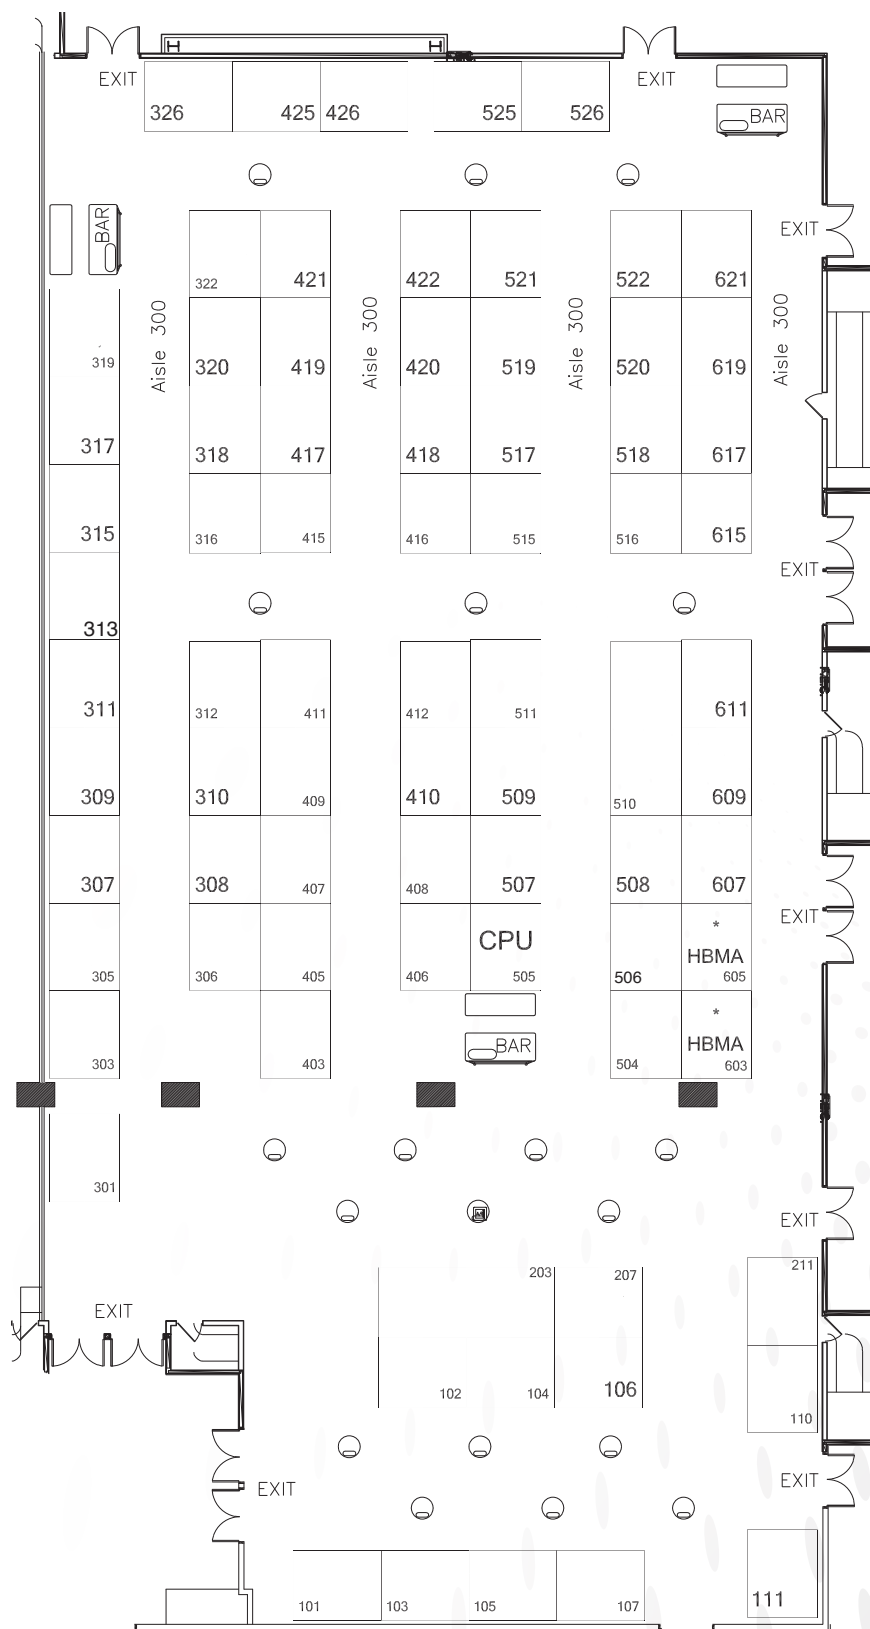 EXIT EXIT
326 425 426 525 526 BAR
BAR EXIT
322 421 422 521 522 621
Aisle 300 Aisle 300 Aisle 300 Aisle 300
319 320 419 420 519 520 619
317 318 417 418 517 518 617
315 316 415 416 515 516 615
EXIT
313
311 312 411 412 511 611
309 310 409 410 509 510 609
307 308 407 408 507 508 607
EXIT
CPU * HBMA
305 306 405 406 505 506 605
* HBMA
BAR
303 403 504 603
301
EXIT
203 207 211
EXIT
102 104 106 110
EXIT EXIT
101 103 105 107 111